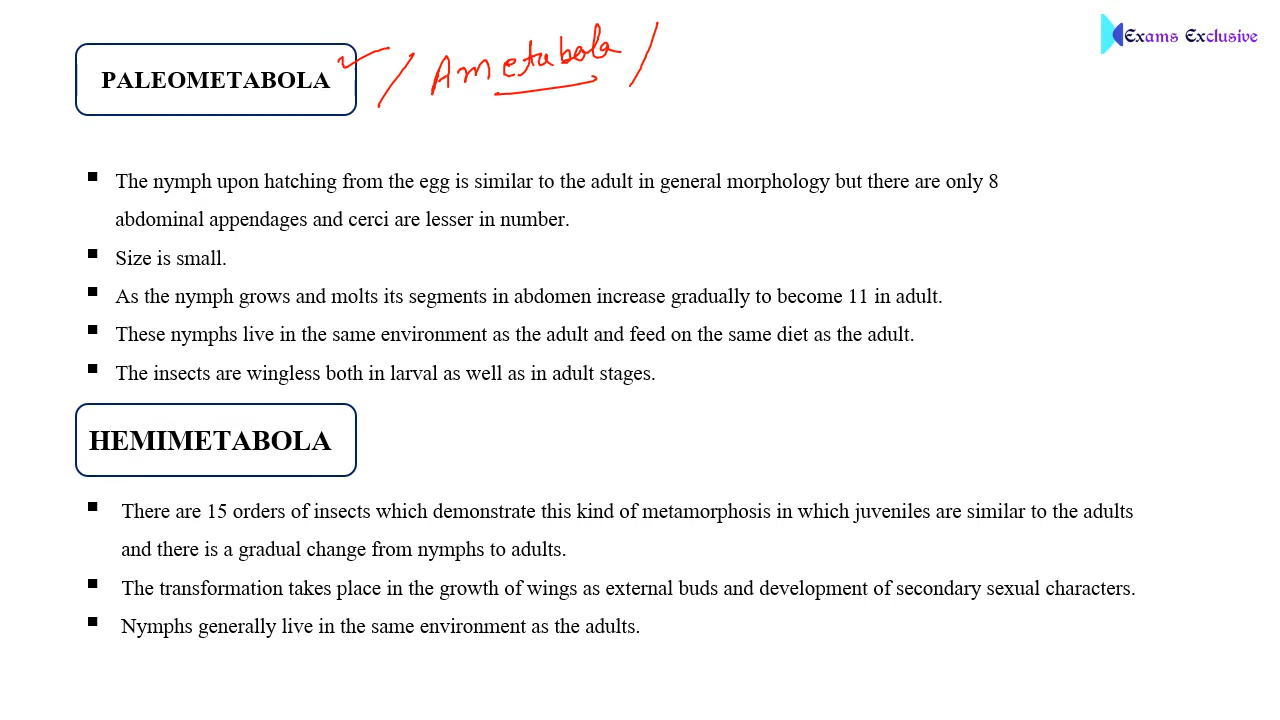 Exams Exclusive
PALEOMETABOLA / Ametabola /
▪ The nymph upon hatching from the egg is similar to the adult in general morphology but there are only 8
abdominal appendages and cerci are lesser in number.
▪ Size is small.
▪ As the nymph grows and molts its segments in abdomen increase gradually to become 11 in adult.
▪ These nymphs live in the same environment as the adult and feed on the same diet as the adult.
▪ The insects are wingless both in larval as well as in adult stages.
HEMIMETABOLA
▪ There are 15 orders of insects which demonstrate this kind of metamorphosis in which juveniles are similar to the adults
and there is a gradual change from nymphs to adults.
▪ The transformation takes place in the growth of wings as external buds and development of secondary sexual characters.
▪ Nymphs generally live in the same environment as the adults.